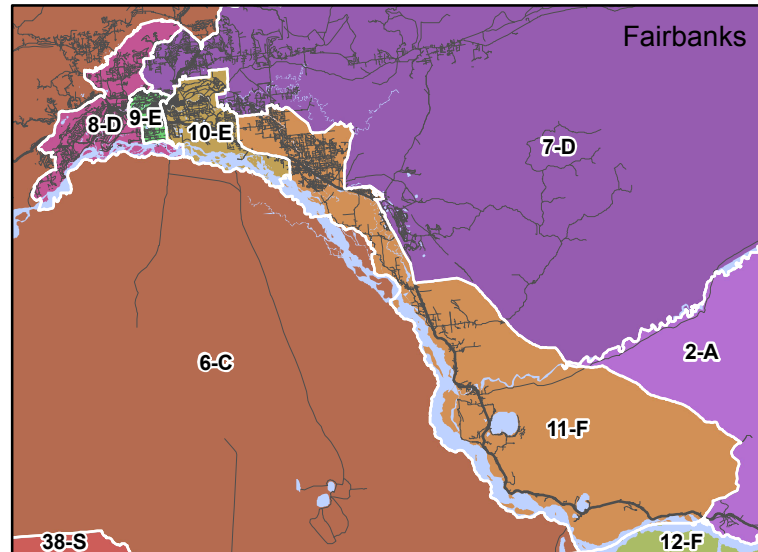 Fairbanks
9-E
8-D
10-E
7-D
2-A
6-C
11-F
38-S
12-F